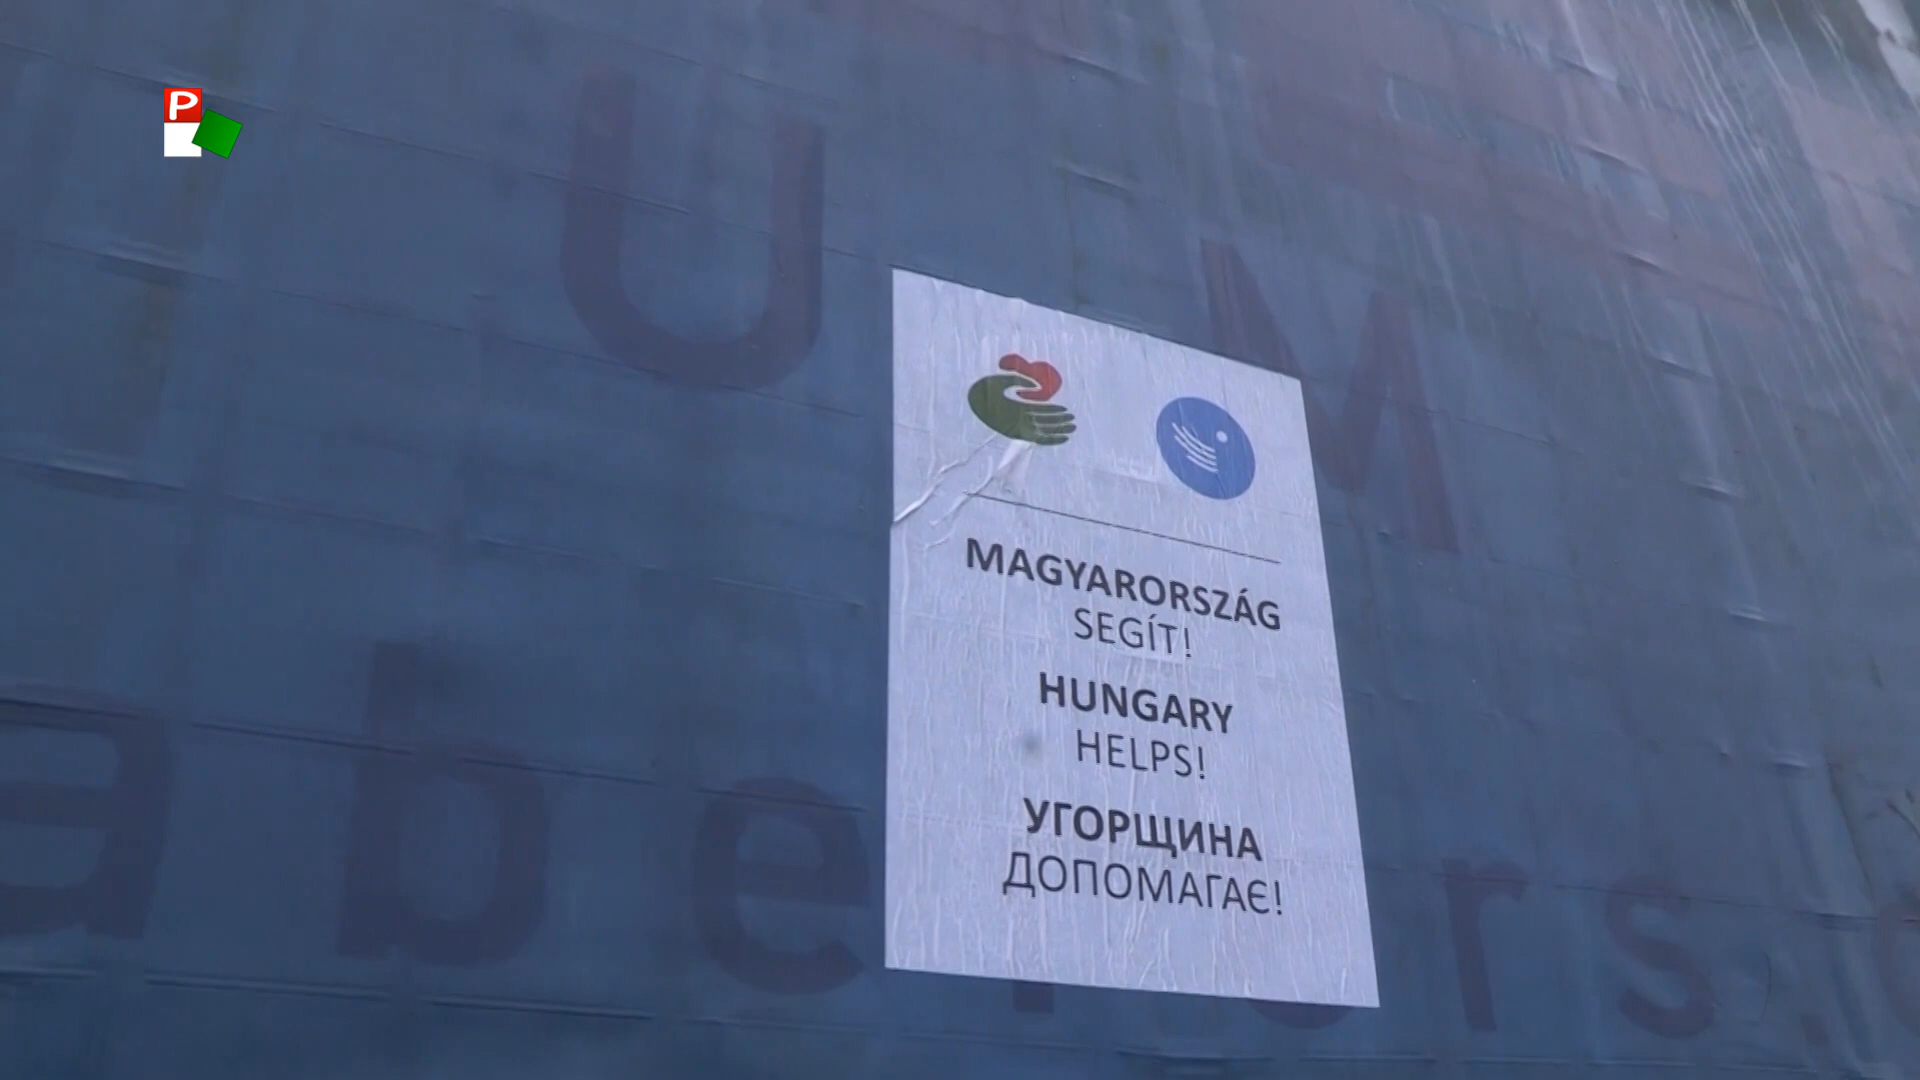 P
U M
MAGYARORSZÁG
SEGÍT!
HUNGARY
HELPS!
УГОРЩИНА
ДОПОМАГАЄ!